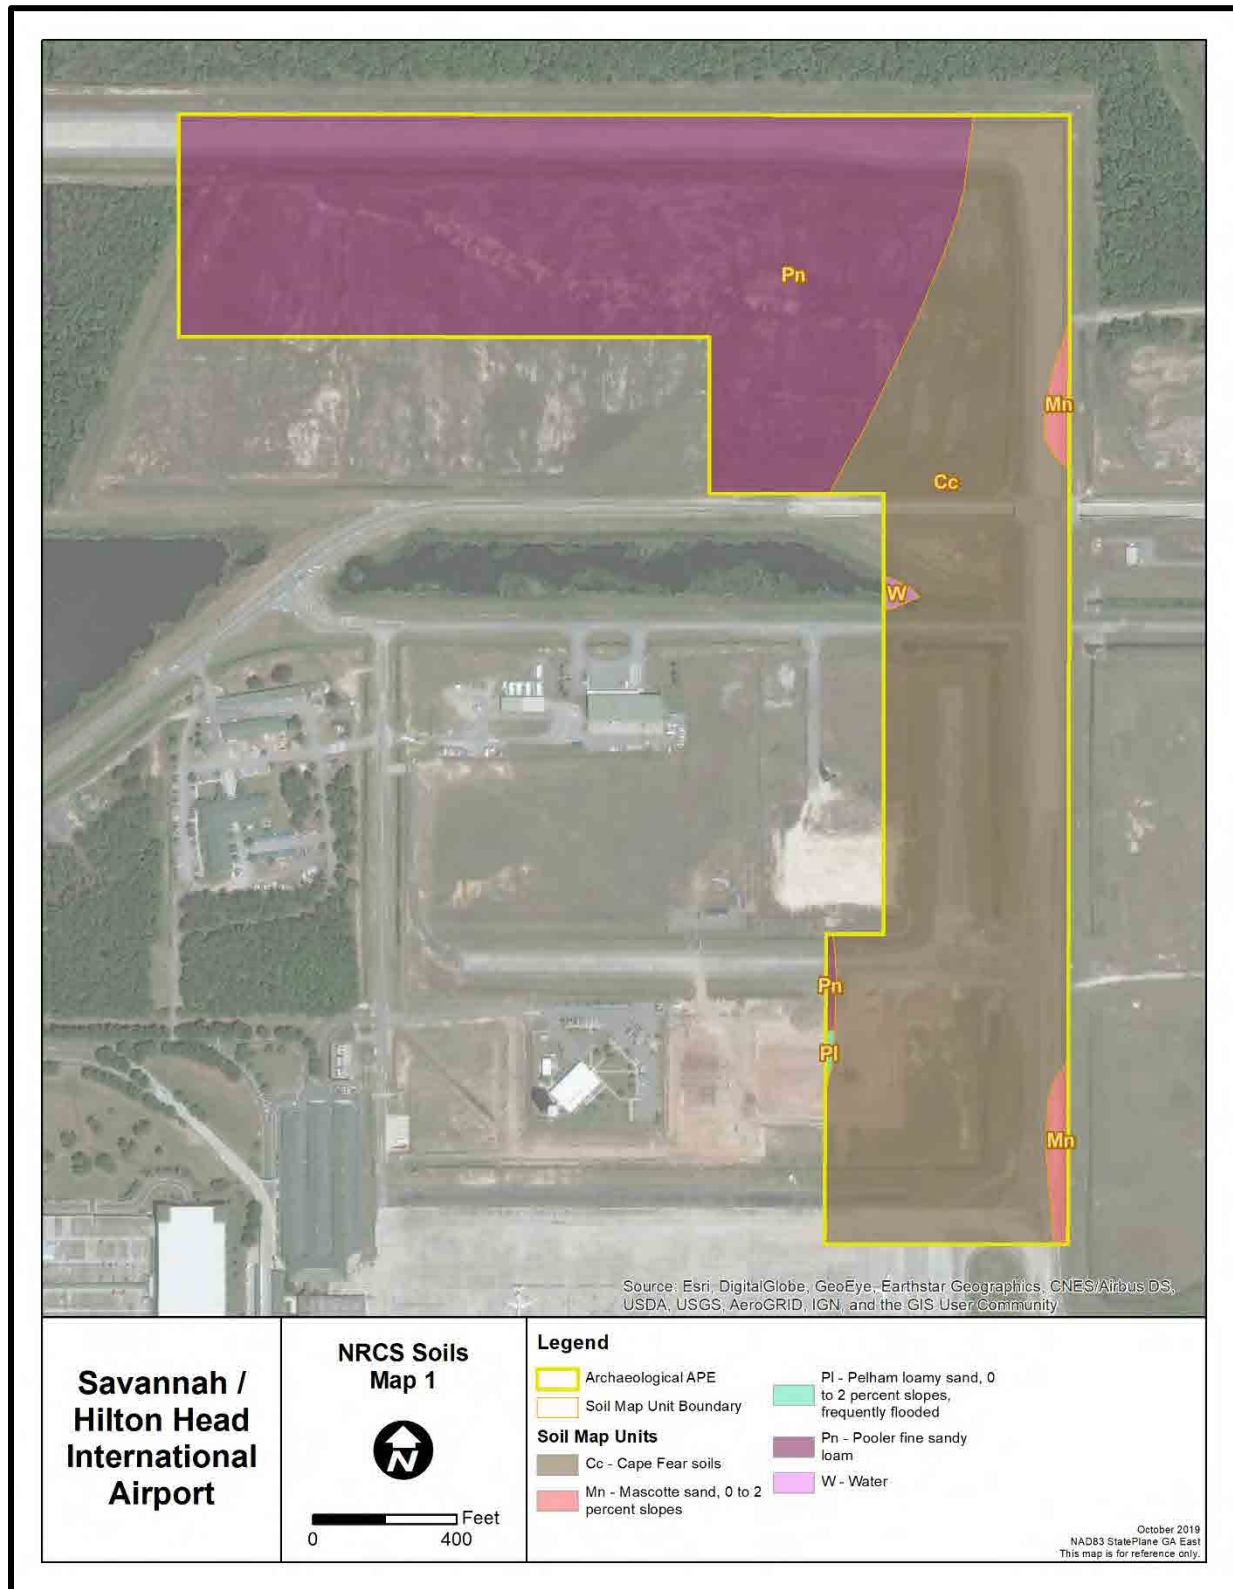 Pn
Mn
Cc
W
Pn
Pl
Mn
Source: Esri, DigitalGlobe, GeoEye, Earthstar Geographics, CNES/Airbus DS,
USDA, USGS, AeroGRID, IGN, and the GIS User Community
Savannah /
Hilton Head
International
Airport
NRCS Soils
Map 1
N
Feet
0 400
Legend
Archaeological APE
Soil Map Unit Boundary
Soil Map Units
Cc - Cape Fear soils
Mn - Mascotte sand, 0 to 2
percent slopes
Pl - Pelham loamy sand, 0
to 2 percent slopes,
frequently flooded
Pn - Pooler fine sandy
loam
W - Water
October 2019
NAD83 StatePlane GA East
This map is for reference only.